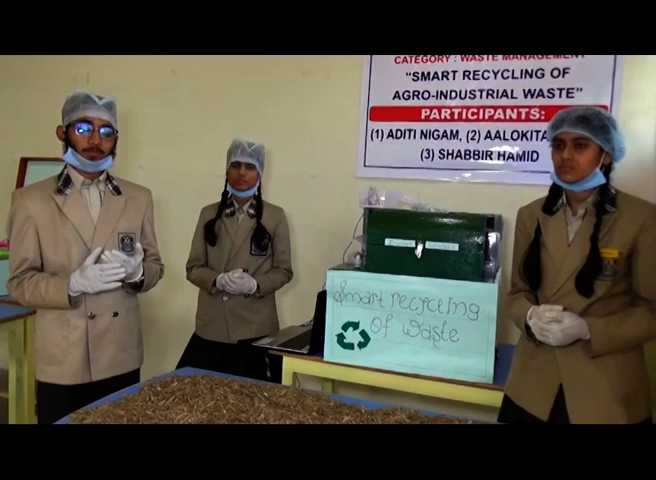 CATEGORY : WASTE MANAGEMENT
"SMART RECYCLING OF
AGRO-INDUSTRIAL WASTE"
PARTICIPANTS:
(1) ADITI NIGAM, (2) AALOKITA
(3) SHABBIR HAMID
Smart recycling
Of waste